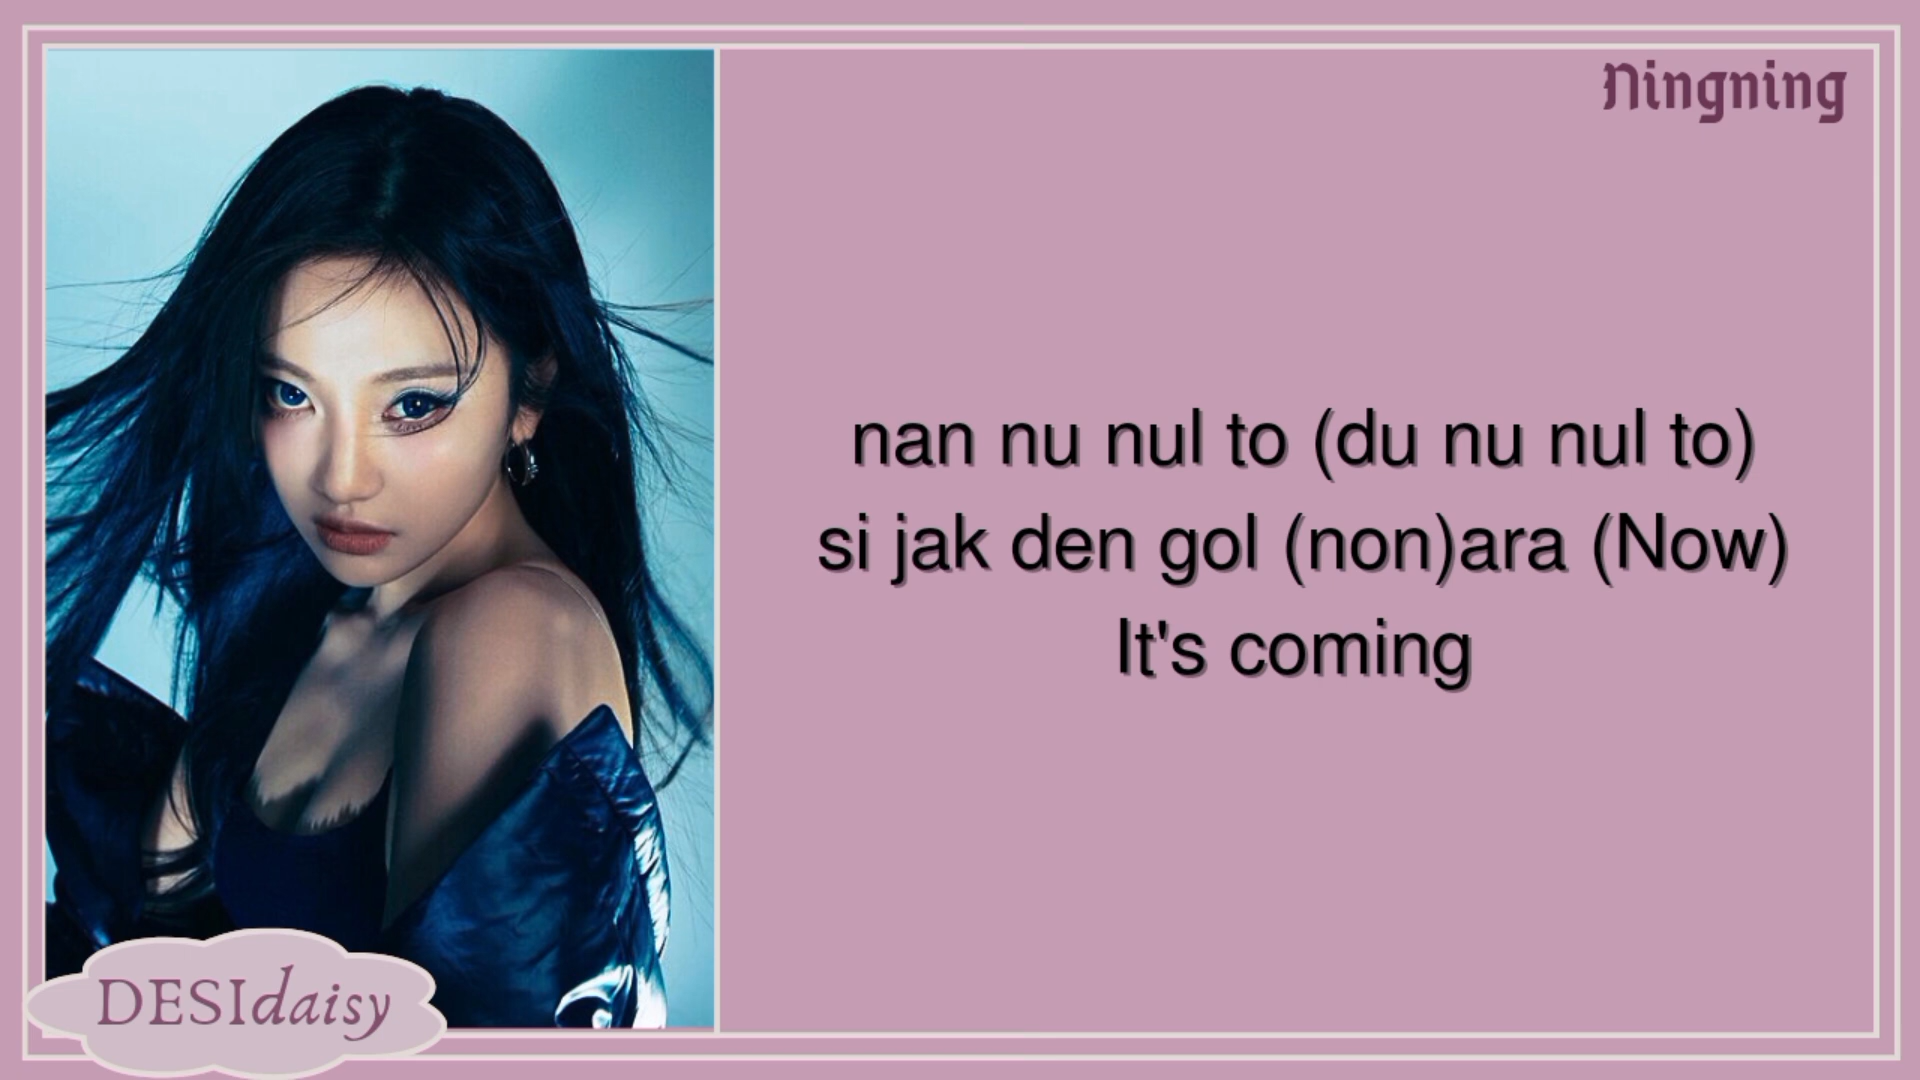 Ningning
nan nu nul to (du nu nul to)
si jak den gol (non)ara (Now)
It's coming
DESIdaisy